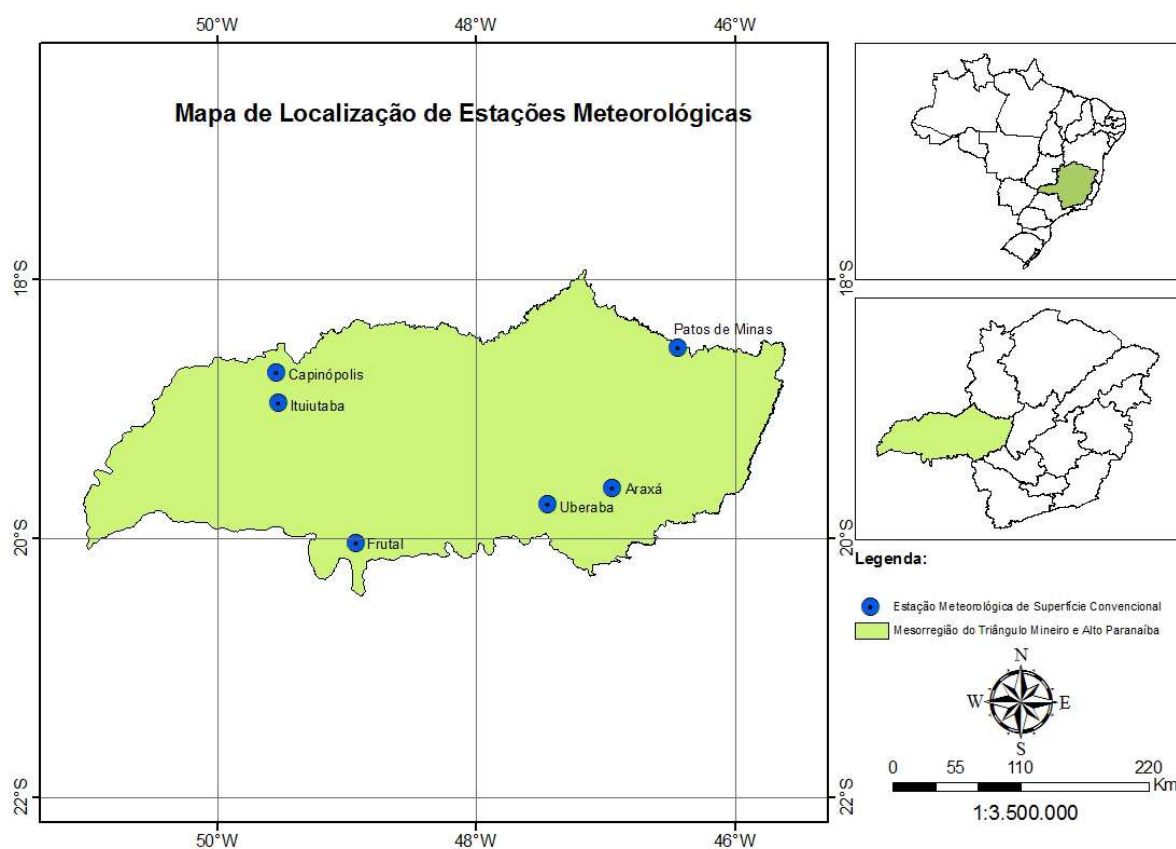 50°W
48°W
46°W
Mapa de Localização de Estações Meteorológicas
18°S
18°S
Patos de Minas
Capinópolis
Ituiutaba
Araxá
Uberaba
Frutal
20°S
20°S
Legenda:
Estação Meteorológica de Superfície Convencional
Mesorregião do Triângulo Mineiro e Alto Paranaíba
N
W
E
S
0 55 110 220
Km
1:3.500.000
22°S
22°S
50°W
48°W
46°W